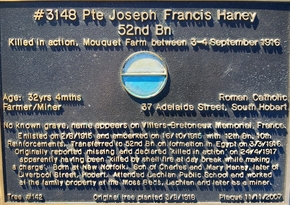 #3148 Pte Joseph Francis Haney
52nd Bn
Killed in action, Mouquet Farm between 3-4 September 1916
Age: 32yrs 4mths
Roman Catholic
Farmer/Miner
37 Adelaide Street, South Hobart
No known grave, name appears on Villers-Bretonneux Memorial, France.
Enlisted on 2/8/1915 and embarked on 16/10/1915 with 12th Bn, 10th
Reinforcements. Transferred to 52nd Bn on formation in Egypt on 3/3/1916.
Originally reported missing and declared killed in action on 24/4/1917
apparently having been killed by shell fire at day break while making
a charge. Born at New Norfolk. Son of Charles and Mary Haney, later of
Liverpool Street, Hobart. Attended Lachlan Public School and worked
at the family property at the Moss Beds, Lachlan and later as a miner.
Tree #142
Original tree planted 3/8/1918
Plaque 11/11/2007